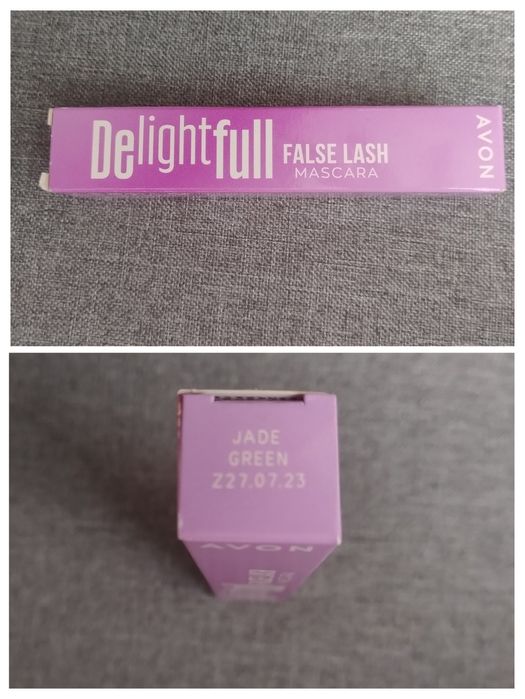 Delightfull FALSE LASH
MASCARA
AVON
JADE
GREEN
Z27.07.23
AVON